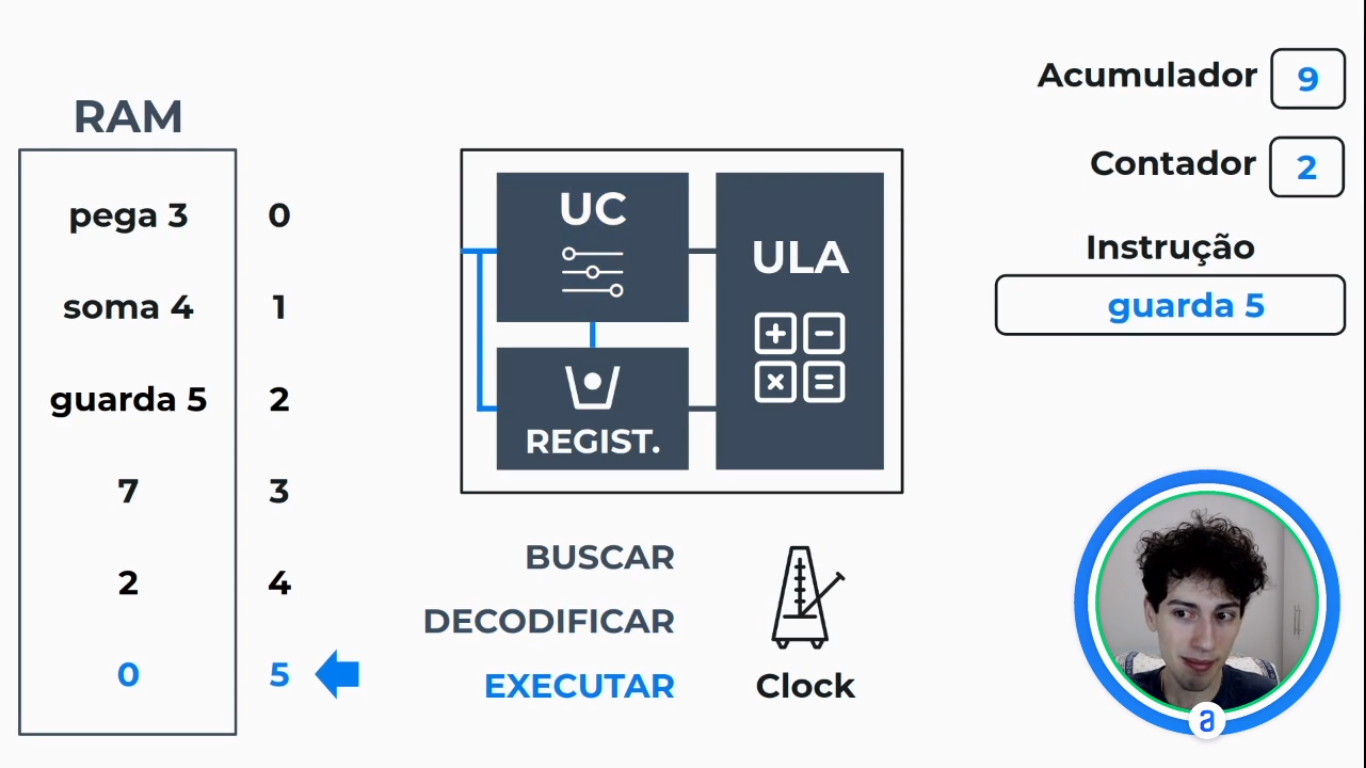 RAM
pega 3 0
soma 4 1
guarda 5 2
7 3
2 4
0 5
UC
REGIST.
ULA
BUSCAR
DECODIFICAR
EXECUTAR
Clock
Acumulador 9
Contador 2
Instrução
guarda 5
a